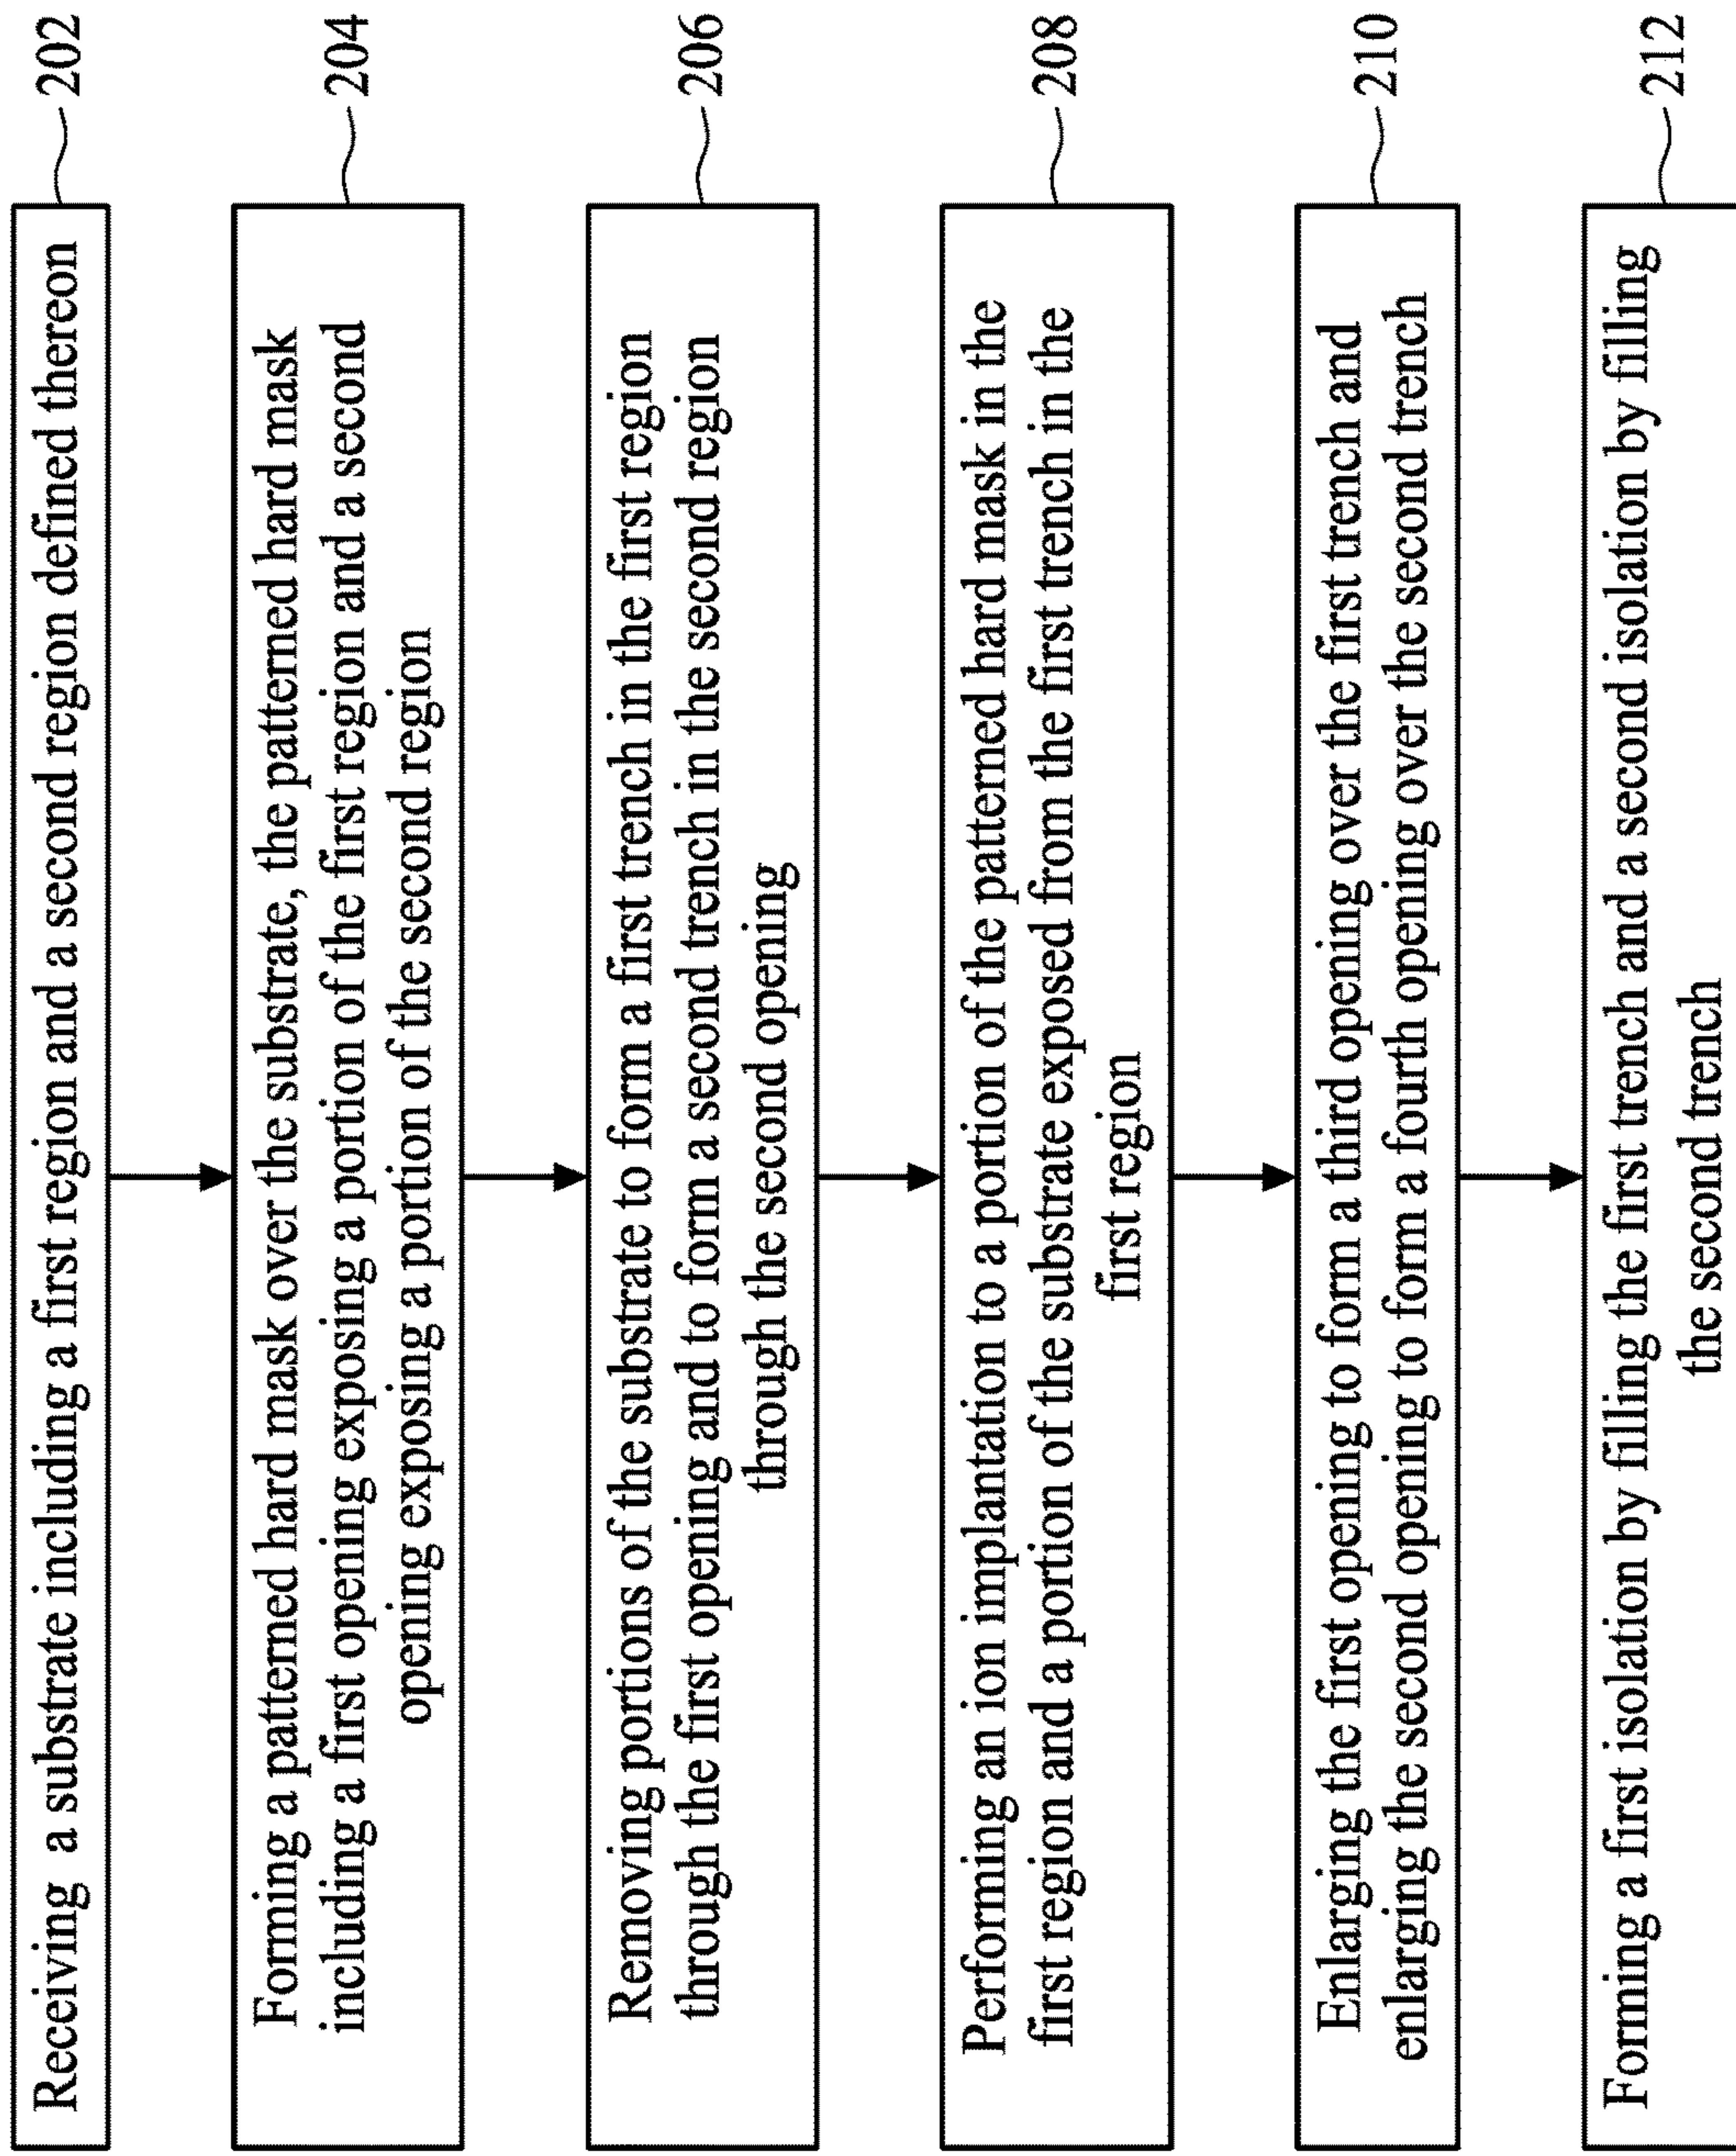 Receiving a substrate including a first region and a second region defined thereon
202
Forming a patterned hard mask over the substrate, the patterned hard mask
including a first opening exposing a portion of the first region and a second
opening exposing a portion of the second region
204
Removing portions of the substrate to form a first trench in the first region
through the first opening and to form a second trench in the second region
through the second opening
206
Performing an ion implantation to a portion of the patterned hard mask in the
first region and a portion of the substrate exposed from the first trench in the
first region
208
Enlarging the first opening to form a third opening over the first trench and
enlarging the second opening to form a fourth opening over the second trench
210
Forming a first isolation by filling the first trench and a second isolation by filling
the second trench
212